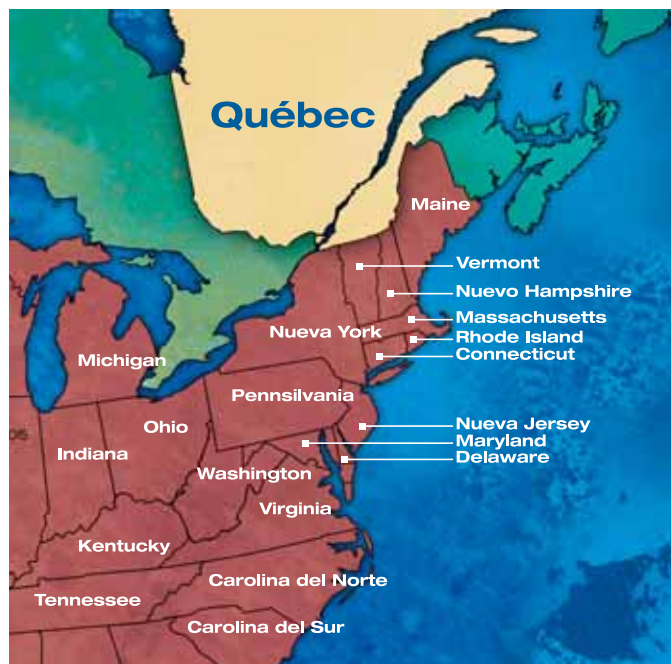 Québec
Maine
Vermont
Nuevo Hampshire
Massachusetts
Nueva York
Rhode Island
Connecticut
Michigan
Pennsilvania
Ohio
Nueva Jersey
Maryland
Indiana
Delaware
Washington
Virginia
Kentucky
Carolina del Norte
Tennessee
Carolina del Sur